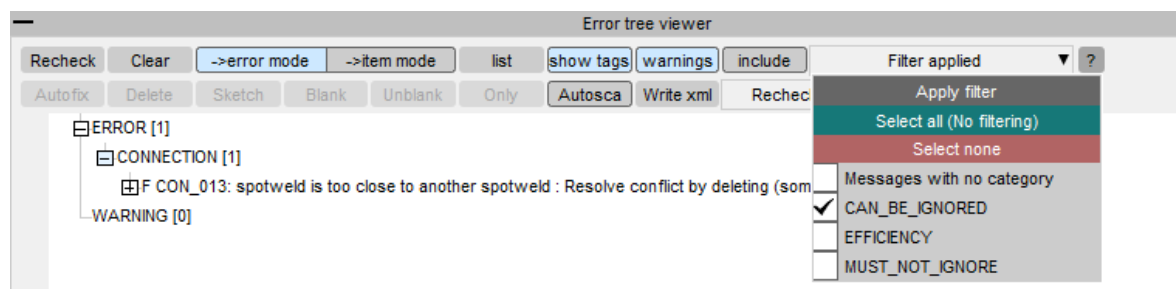 Error tree viewer
Recheck Clear ->error mode ->item mode list show tags warnings include Filter applied ▼ ?
Autofix Delete Sketch Blank Unblank Only Autosca Write xml Rechec
Apply filter
Select all (No filtering)
Select none
Messages with no category
CAN_BE_IGNORED
EFFICIENCY
MUST_NOT_IGNORE
ERROR [1]
CONNECTION [1]
F CON_013: spotweld is too close to another spotweld : Resolve conflict by deleting (som
WARNING [0]